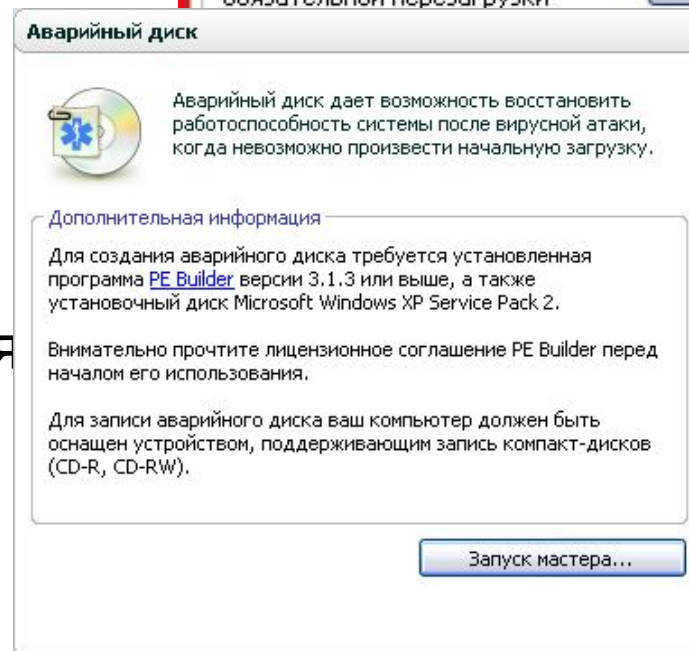 обязательной перезагрузки
Аварийный диск
Аварийный диск дает возможность восстановить
работоспособность системы после вирусной атаки,
когда невозможно произвести начальную загрузку.
Дополнительная информация
Для создания аварийного диска требуется установленная
программа PE Builder версии 3.1.3 или выше, а также
установочный диск Microsoft Windows XP Service Pack 2.
я
Внимательно прочтите лицензионное соглашение PE Builder перед
началом его использования.
Для записи аварийного диска ваш компьютер должен быть
оснащен устройством, поддерживающим запись компакт-дисков
(CD-R, CD-RW).
Запуск мастера...